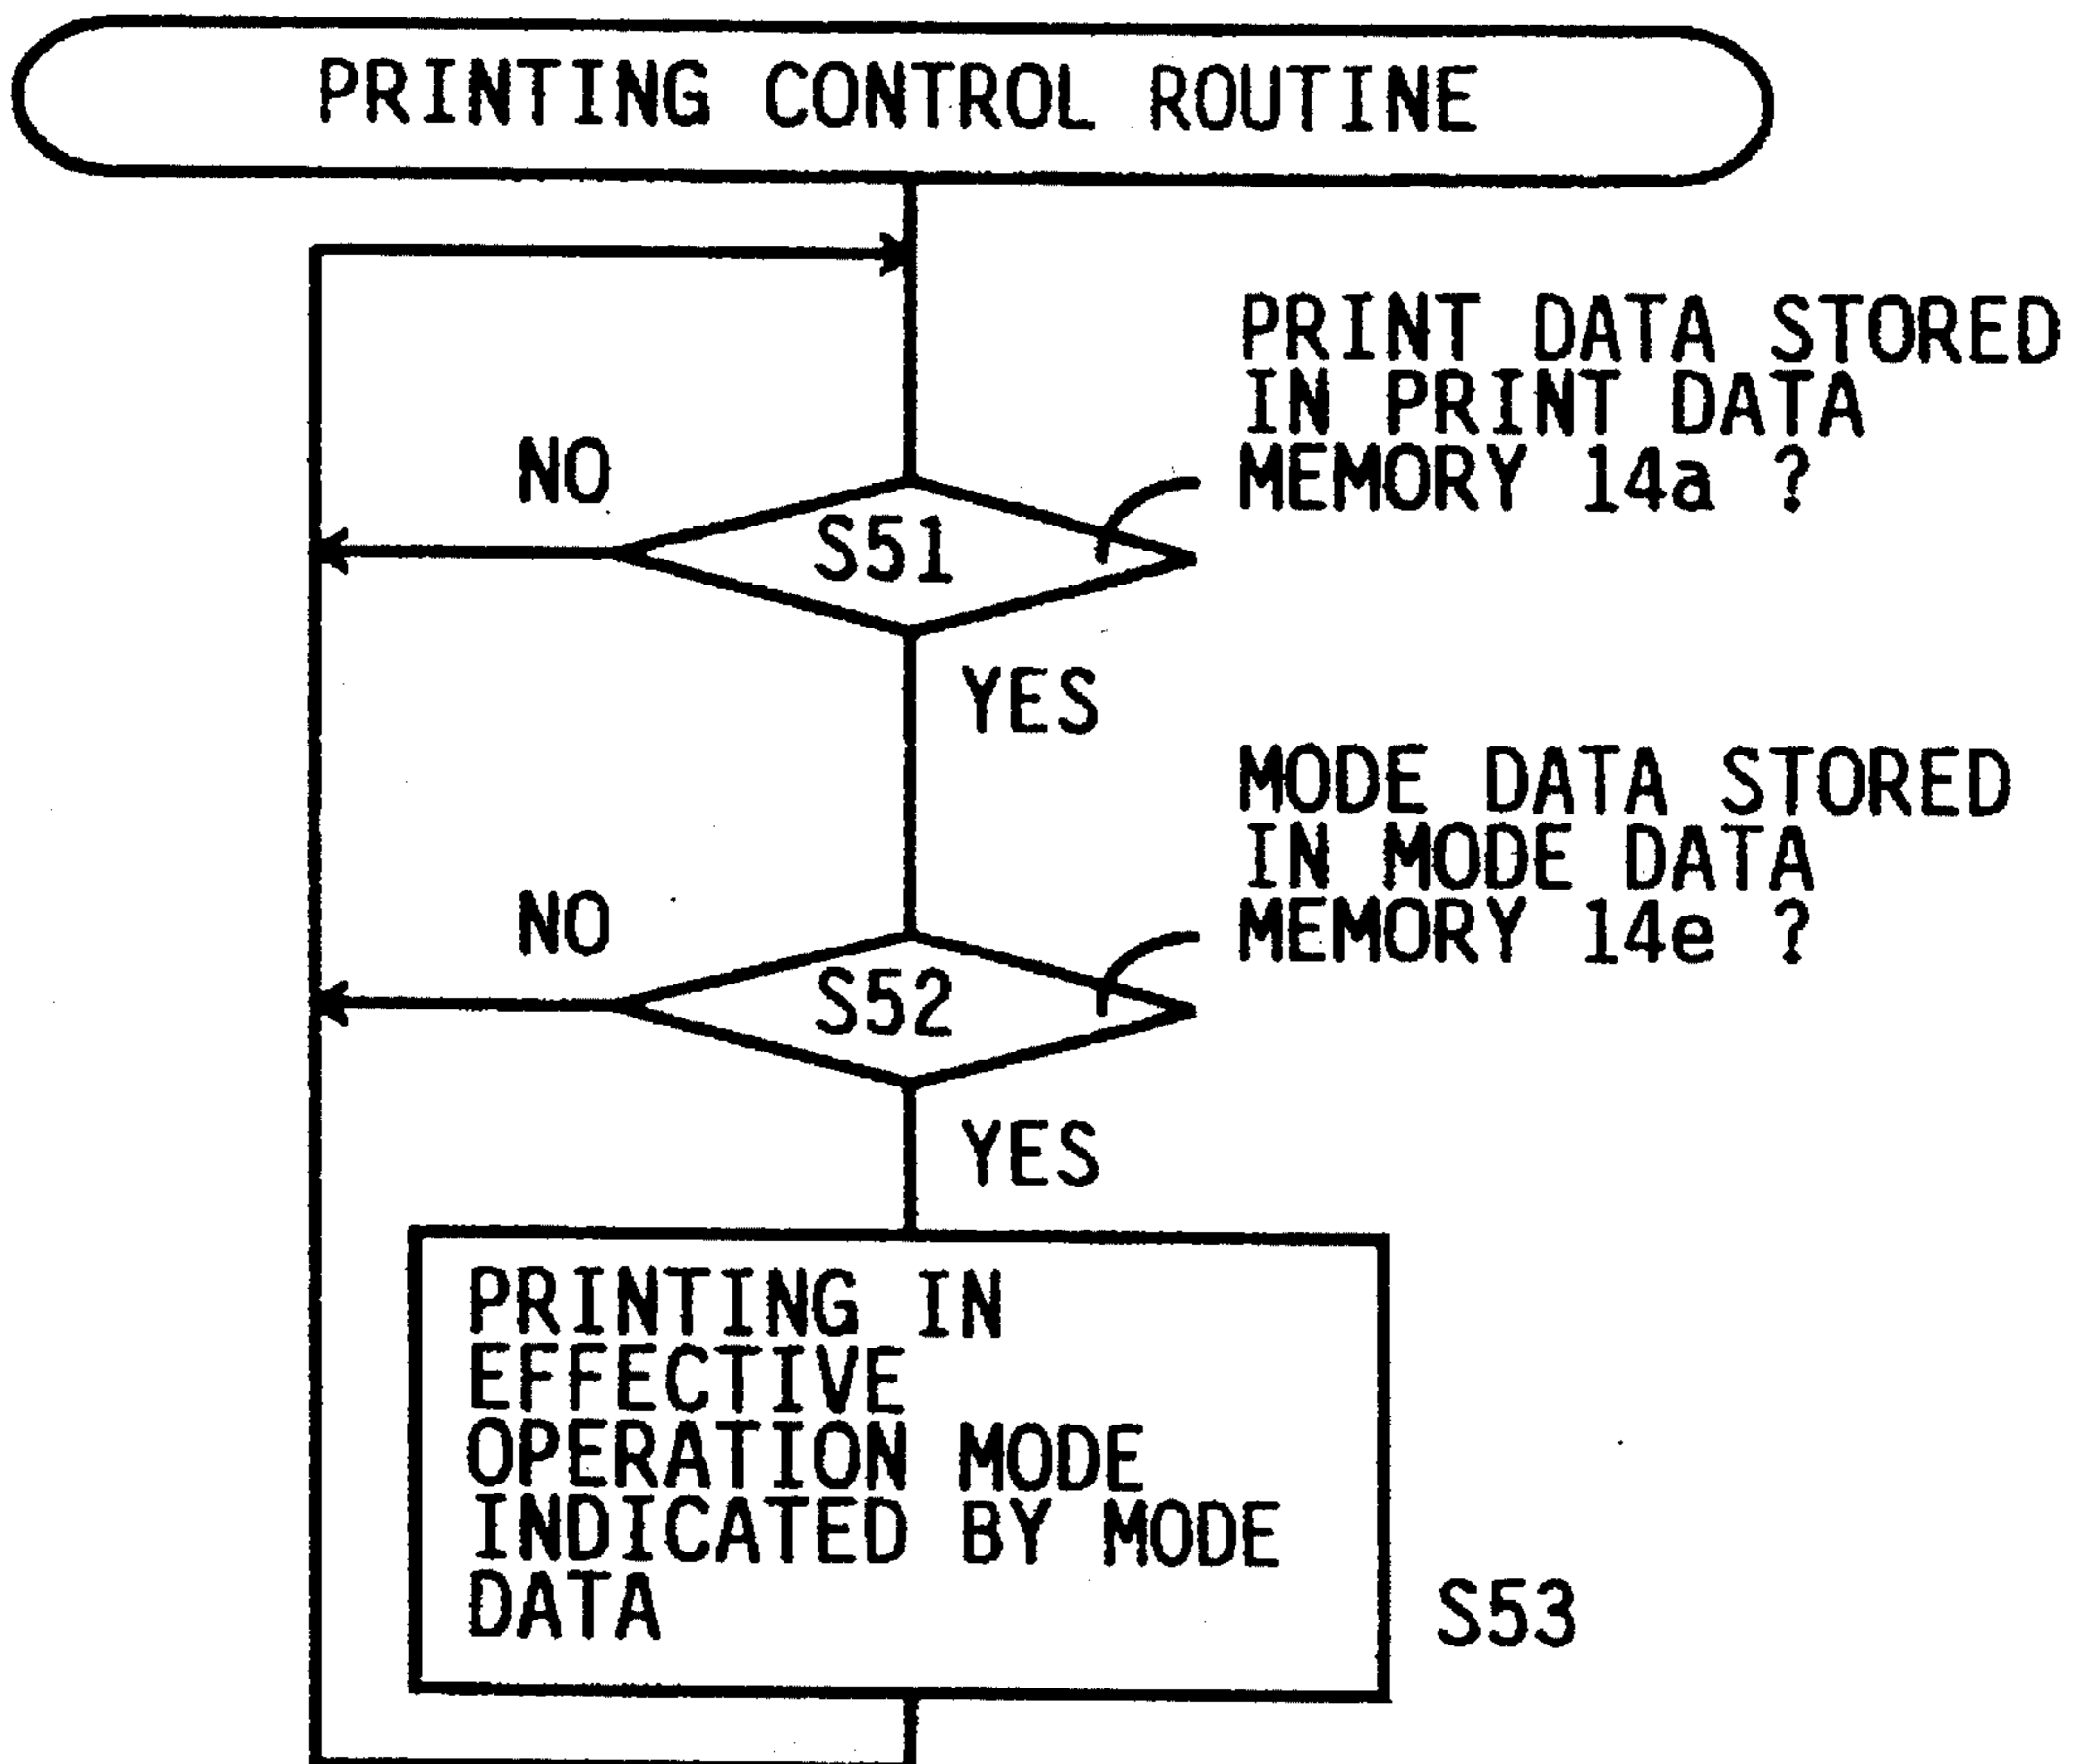 PRINTING CONTROL ROUTINE
PRINT DATA STORED
IN PRINT DATA
MEMORY 14a ?
NO
S51
YES
MODE DATA STORED
IN MODE DATA
MEMORY 14e ?
NO
S52
YES
PRINTING IN
EFFECTIVE
OPERATION MODE
INDICATED BY MODE
DATA
S53